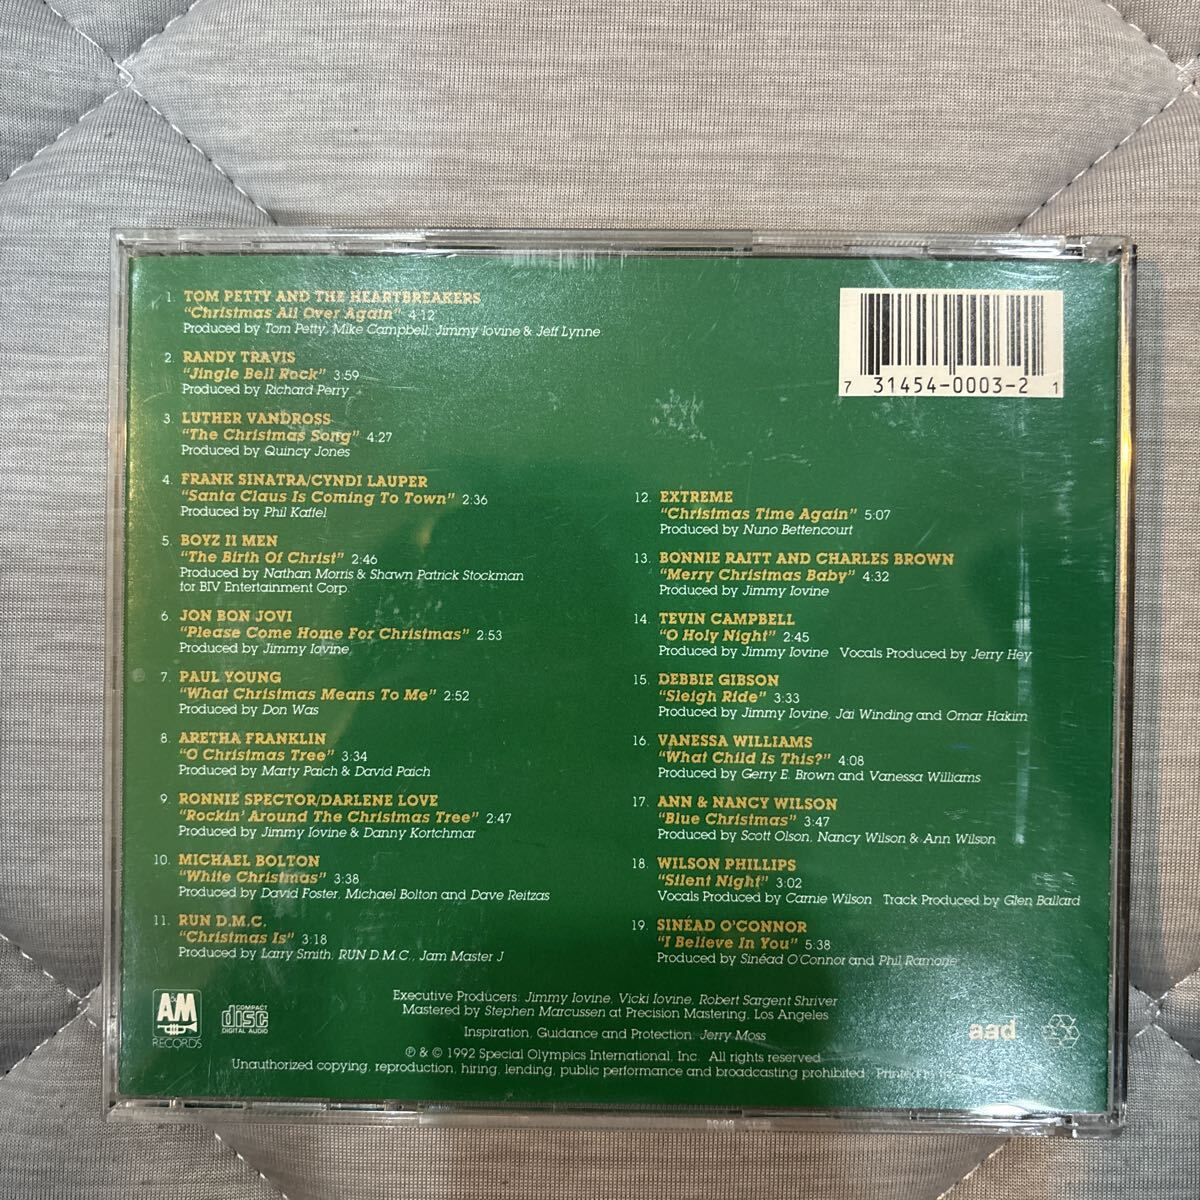 1. TOM PETTY AND THE HEARTBREAKERS
"Christmas All Over Again" 4:12
Produced by Tom Petty, Mike Campbell, Jimmy Iovine & Jeff Lynne
2. RANDY TRAVIS
"Jingle Bell Rock" 3:59
Produced by Richard Perry
3. LUTHER VANDROSS
"The Christmas Song" 4:27
Produced by Quincy Jones
4. FRANK SINATRA/CYNDI LAUPER
"Santa Claus Is Coming To Town" 2:36
Produced by Phil Kaffel
5. BOYZ II MEN
"The Birth Of Christ" 2:46
Produced by Nathan Morris & Shawn Patrick Stockman
for BIV Entertainment Corp.
6. JON BON JOVI
"Please Come Home For Christmas" 2:53
Produced by Jimmy Iovine
7. PAUL YOUNG
"What Christmas Means To Me" 2:52
Produced by Don Was
8. ARETHA FRANKLIN
"O Christmas Tree" 3:34
Produced by Marty Paich & David Paich
9. RONNIE SPECTOR/DARLENE LOVE
"Rockin' Around The Christmas Tree" 2:47
Produced by Jimmy Iovine & Danny Kortchmar
10. MICHAEL BOLTON
"White Christmas" 3:38
Produced by David Foster, Michael Bolton and Dave Reitzas
11. RUN D.M.C.
"Christmas Is" 3:18
Produced by Larry Smith, RUN D.M.C., Jam Master J
7 31454-0003-2 1
12. EXTREME
"Christmas Time Again" 5:07
Produced by Nuno Bettencourt
13. BONNIE RAITT AND CHARLES BROWN
"Merry Christmas Baby" 4:32
Produced by Jimmy Iovine
14. TEVIN CAMPBELL
"O Holy Night" 2:45
Produced by Jimmy Iovine Vocals Produced by Jerry Hey
15. DEBBIE GIBSON
"Sleigh Ride" 3:33
Produced by Jimmy Iovine, Jai Winding and Omar Hakim
16. VANESSA WILLIAMS
"What Child Is This?" 4:08
Produced by Gerry E. Brown and Vanessa Williams
17. ANN & NANCY WILSON
"Blue Christmas" 3:47
Produced by Scott Olson, Nancy Wilson & Ann Wilson
18. WILSON PHILLIPS
"Silent Night" 3:02
Vocals Produced by Carnie Wilson Track Produced by Glen Ballard
19. SINÉAD O'CONNOR
"I Believe In You" 5:38
Produced by Sinéad O'Connor and Phil Ramone
A&M
RECORDS
COMPACT
disc
DIGITAL AUDIO
Executive Producers: Jimmy Iovine, Vicki Iovine, Robert Sargent Shriver
Mastered by Stephen Marcussen at Precision Mastering, Los Angeles
Inspiration, Guidance and Protection: Jerry Moss
aed
℗ & © 1992 Special Olympics International, Inc. All rights reserved
Unauthorized copying, reproduction, hiring, lending, public performance and broadcasting prohibited. Printed in